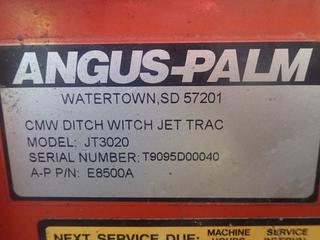 ANGUS-PALM
WATERTOWN,SD 57201
CMW DITCH WITCH JET TRAC
MODEL: JT3020
SERIAL NUMBER: T9095D00040
A-P P/N: E8500A
NEXT SERVICE DUE: MACHINE HOURS SERVICE